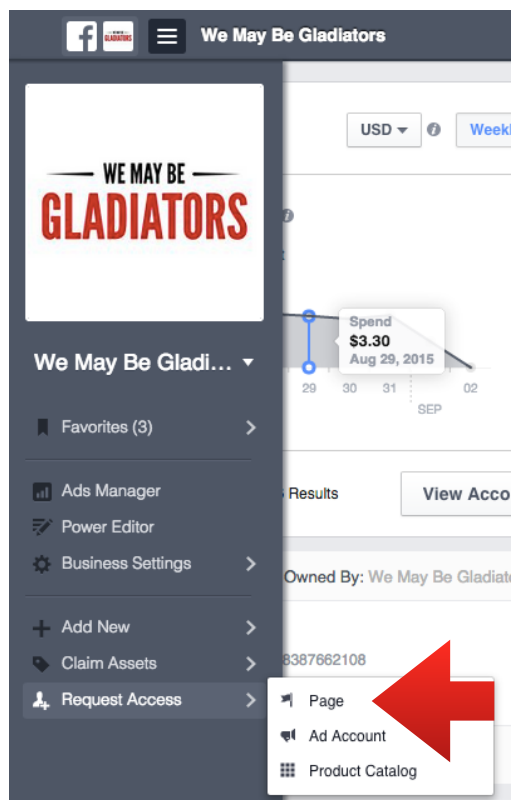 We May Be Gladiators
WE MAY BE
GLADIATORS
USD
Weekl
Spend
$3.30
Aug 29, 2015
29 30 31 02
SEP
We May Be Gladi...
Favorites (3)
Ads Manager
Results
View Acco
Power Editor
Business Settings
Owned By: We May Be Gladiat
Add New
Claim Assets
8387662108
Request Access
Page
Ad Account
Product Catalog